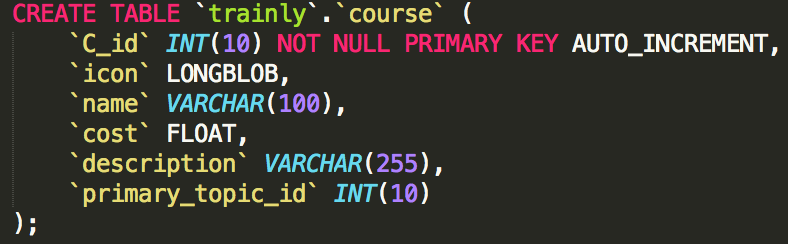 CREATE TABLE `trainly`.`course` (
    `C_id` INT(10) NOT NULL PRIMARY KEY AUTO_INCREMENT,
    `icon` LONGBLOB,
    `name` VARCHAR(100),
    `cost` FLOAT,
    `description` VARCHAR(255),
    `primary_topic_id` INT(10)
);